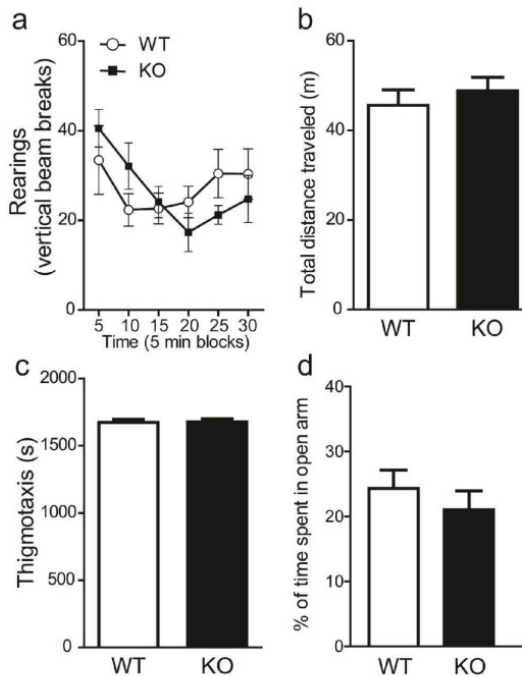 a
60
40
20
0
Rearings
(vertical beam breaks)
WT
KO
5 10 15 20 25 30
Time (5 min blocks)
b
60
40
20
0
Total distance traveled (m)
WT KO
c
2000
1500
1000
500
0
Thigmotaxis (s)
WT KO
d
40
30
20
10
0
% of time spent in open arm
WT KO